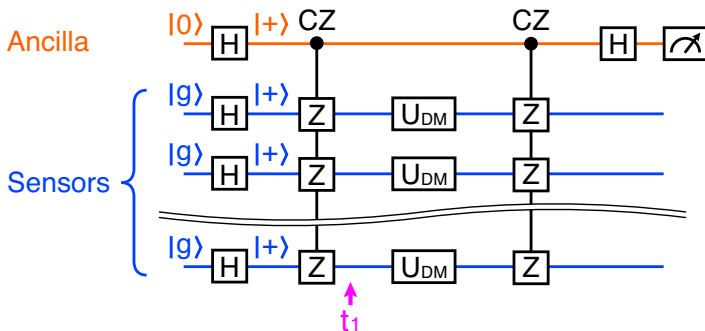 Ancilla |0⟩ H |+⟩ CZ CZ H
|g⟩ H |+⟩ Z U_DM Z
Sensors |g⟩ H |+⟩ Z U_DM Z
|g⟩ H |+⟩ Z U_DM Z
t₁